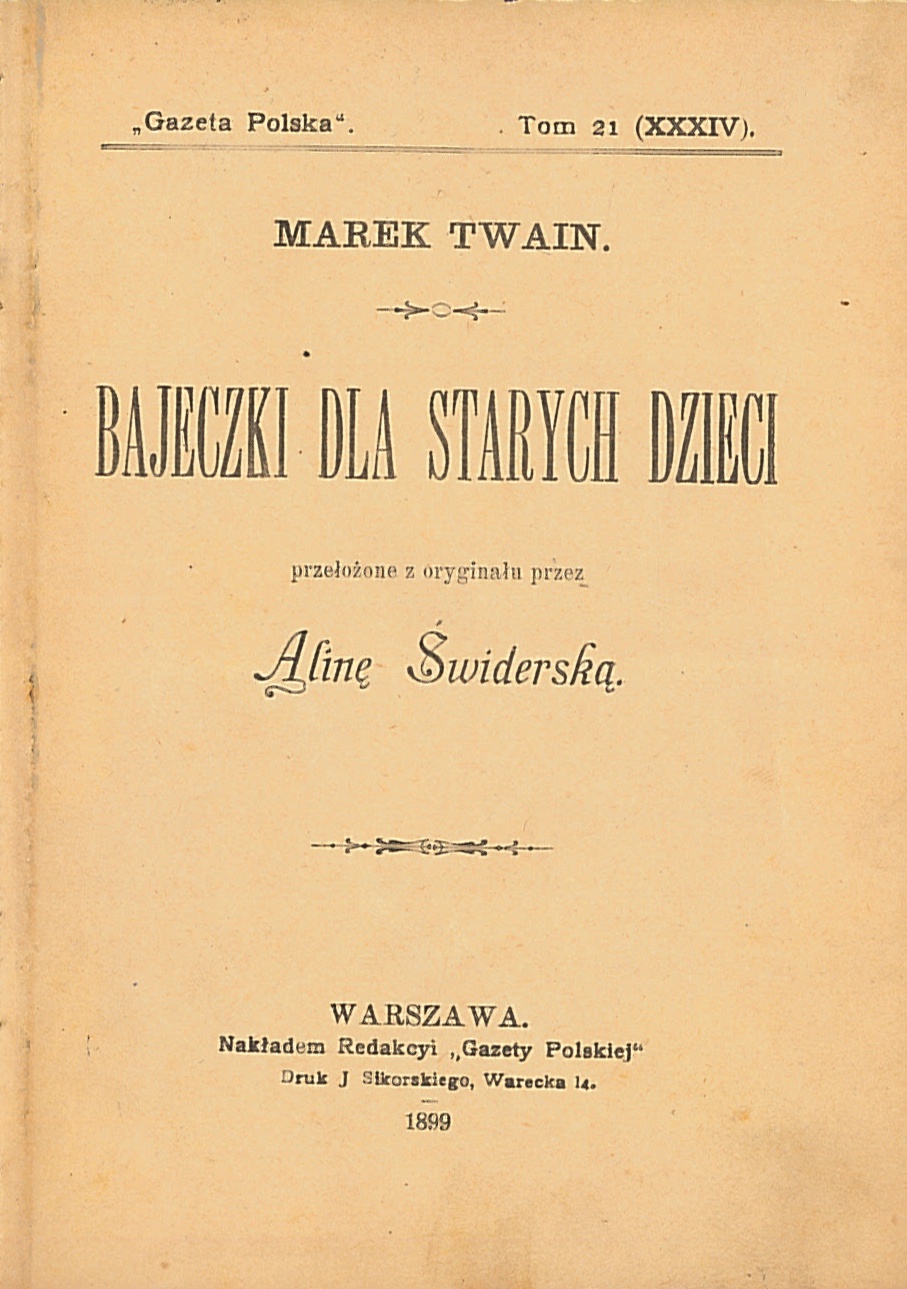 „Gazeta Polska“. Tom 21 (XXXIV).
MAREK TWAIN.
BAJECZKI DLA STARYCH DZIECI
przełożone z oryginału przez
Alinę Świderską.
WARSZAWA.
Nakładem Redakcyi „Gazety Polskiej“
Druk J Sikorskiego, Warecka 14.
1899